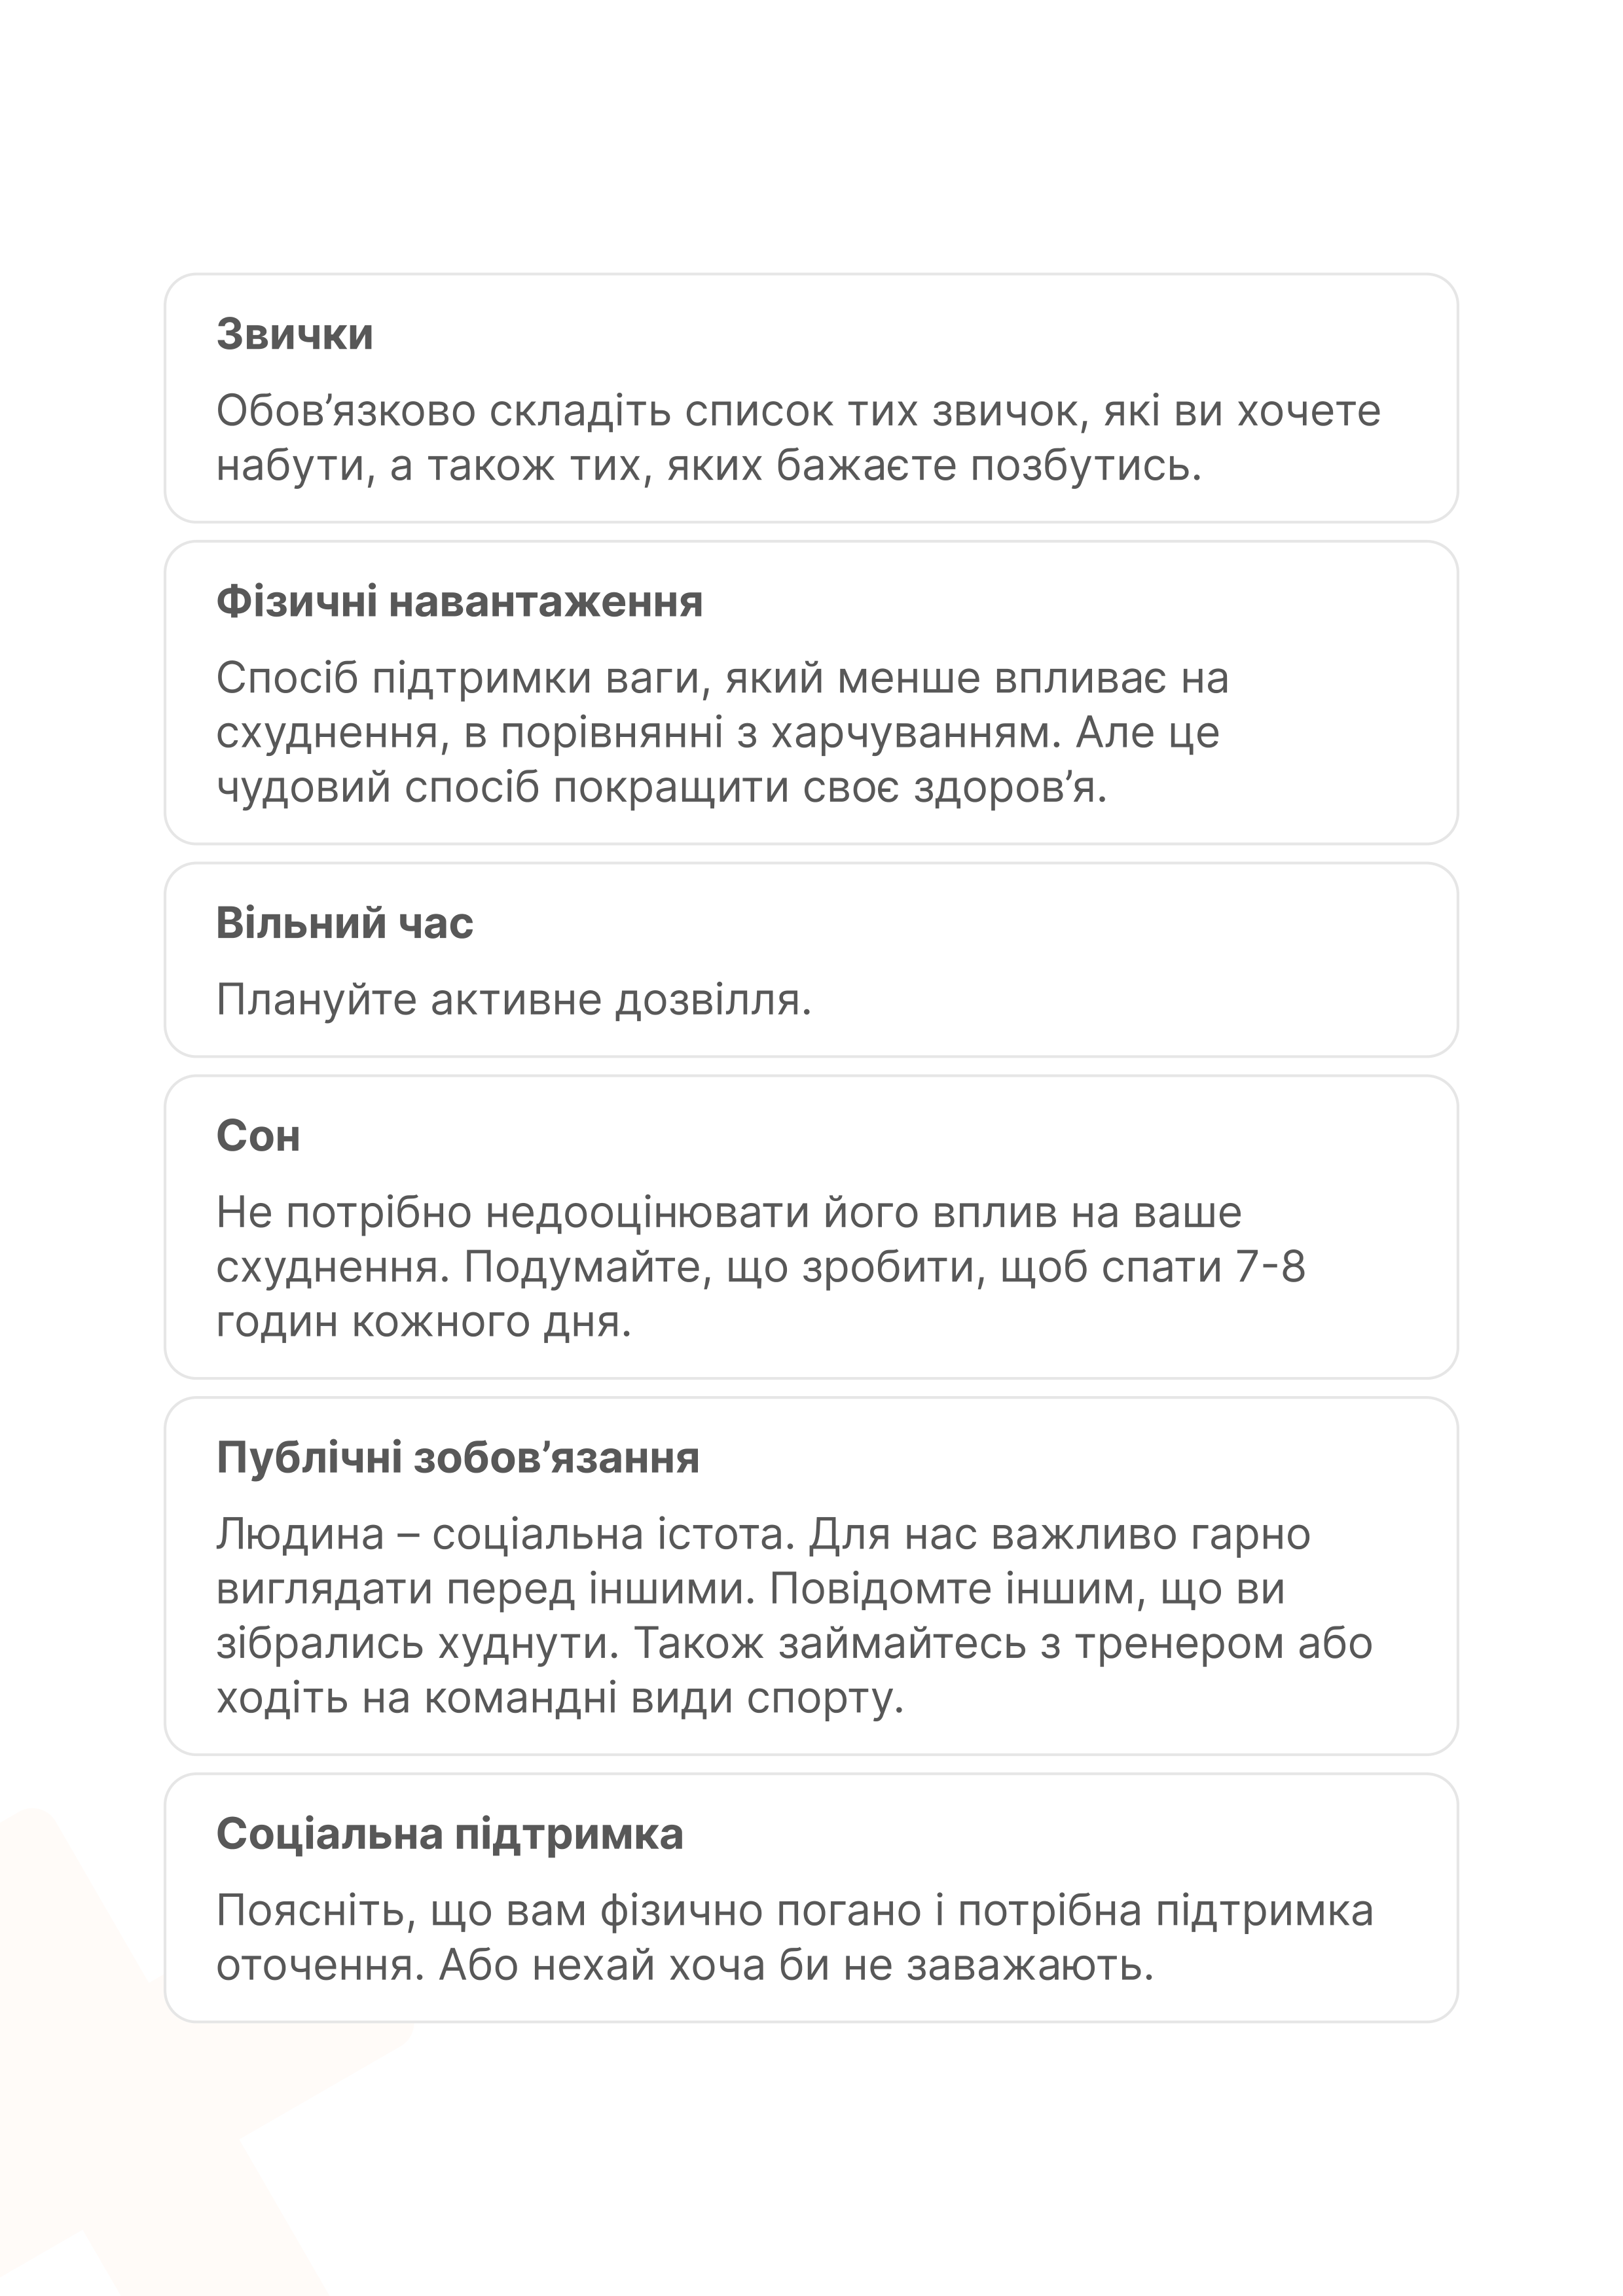 Звички
Обов’язково складіть список тих звичок, які ви хочете
набути, а також тих, яких бажаєте позбутись.
Фізичні навантаження
Спосіб підтримки ваги, який менше впливає на
схуднення, в порівнянні з харчуванням. Але це
чудовий спосіб покращити своє здоров’я.
Вільний час
Плануйте активне дозвілля.
Сон
Не потрібно недооцінювати його вплив на ваше
схуднення. Подумайте, що зробити, щоб спати 7-8
годин кожного дня.
Публічні зобов’язання
Людина – соціальна істота. Для нас важливо гарно
виглядати перед іншими. Повідомте іншим, що ви
зібрались худнути. Також займайтесь з тренером або
ходіть на командні види спорту.
Соціальна підтримка
Поясніть, що вам фізично погано і потрібна підтримка
оточення. Або нехай хоча би не заважають.